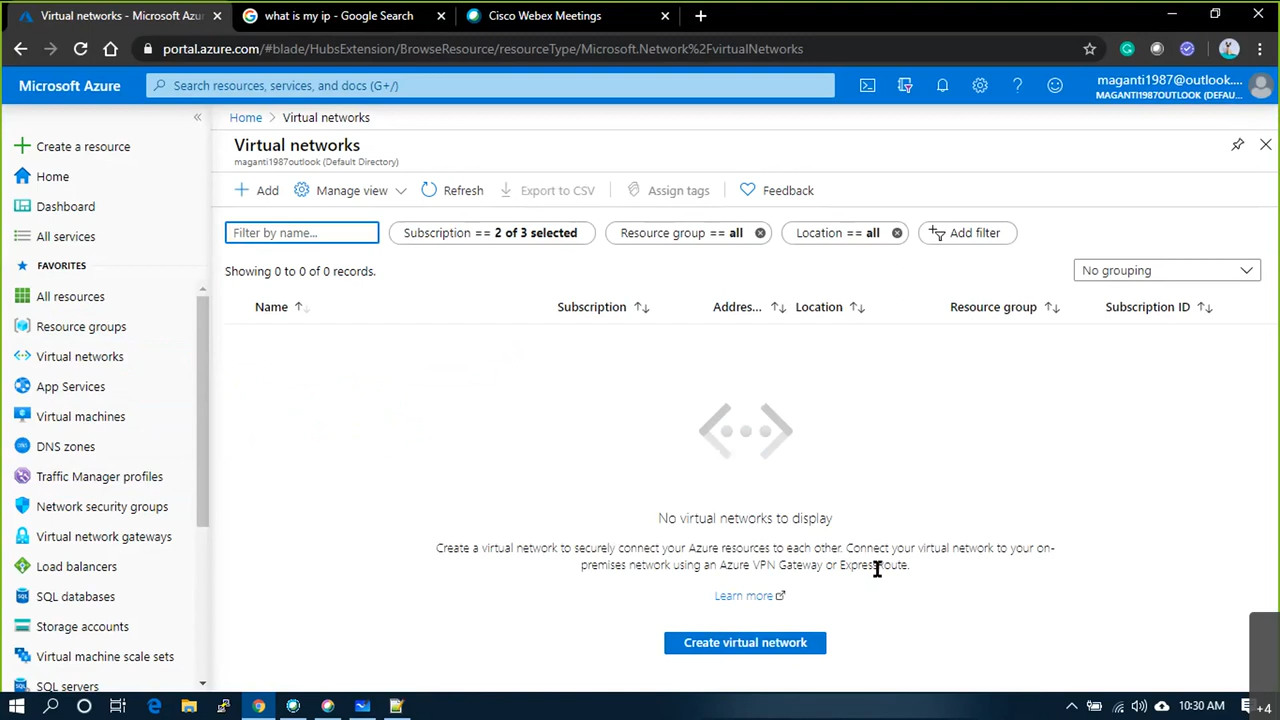 Virtual networks - Microsoft Az
what is my ip - Google Search
Cisco Webex Meetings
portal.azure.com/#blade/HubsExtension/BrowseResource/resourceType/Microsoft.Network%2FvirtualNetworks
Microsoft Azure
Search resources, services, and docs (G+/)
maganti1987@outlook....
MAGANTI1987OUTLOOK (DEFAU...
Create a resource
Home
Dashboard
All services
FAVORITES
All resources
Resource groups
Virtual networks
App Services
Virtual machines
DNS zones
Traffic Manager profiles
Network security groups
Virtual network gateways
Load balancers
SQL databases
Storage accounts
Virtual machine scale sets
SQL servers
Home > Virtual networks
Virtual networks
maganti1987outlook (Default Directory)
Add
Manage view
Refresh
Export to CSV
Assign tags
Feedback
Filter by name...
Subscription == 2 of 3 selected
Resource group == all
Location == all
Add filter
Showing 0 to 0 of 0 records.
No grouping
Name
Subscription
Addres...
Location
Resource group
Subscription ID
No virtual networks to display
Create a virtual network to securely connect your Azure resources to each other. Connect your virtual network to your on-
premises network using an Azure VPN Gateway or ExpressRoute.
Learn more
Create virtual network
10:30 AM
+4